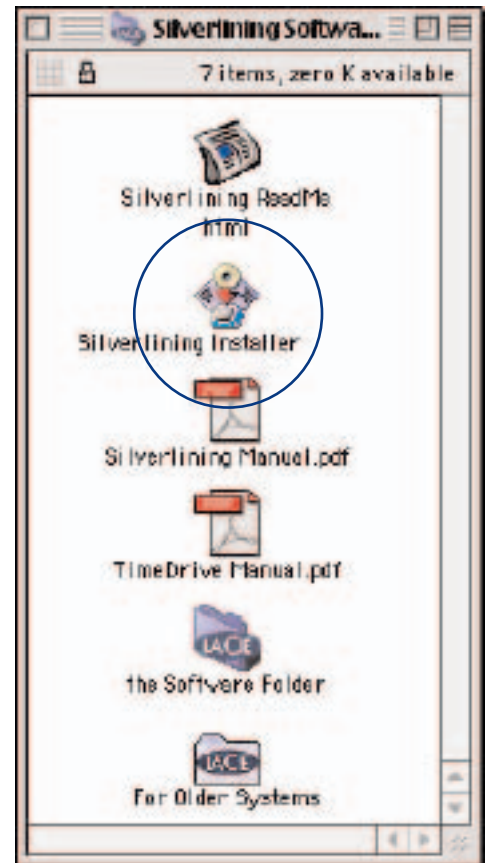 Silverlining Softwa...
7 items, zero K available
Silverlining ReadMe
html
Silverlining Installer
Silverlining Manual.pdf
TimeDrive Manual.pdf
LACIE
the Software Folder
LACIE
For Older Systems